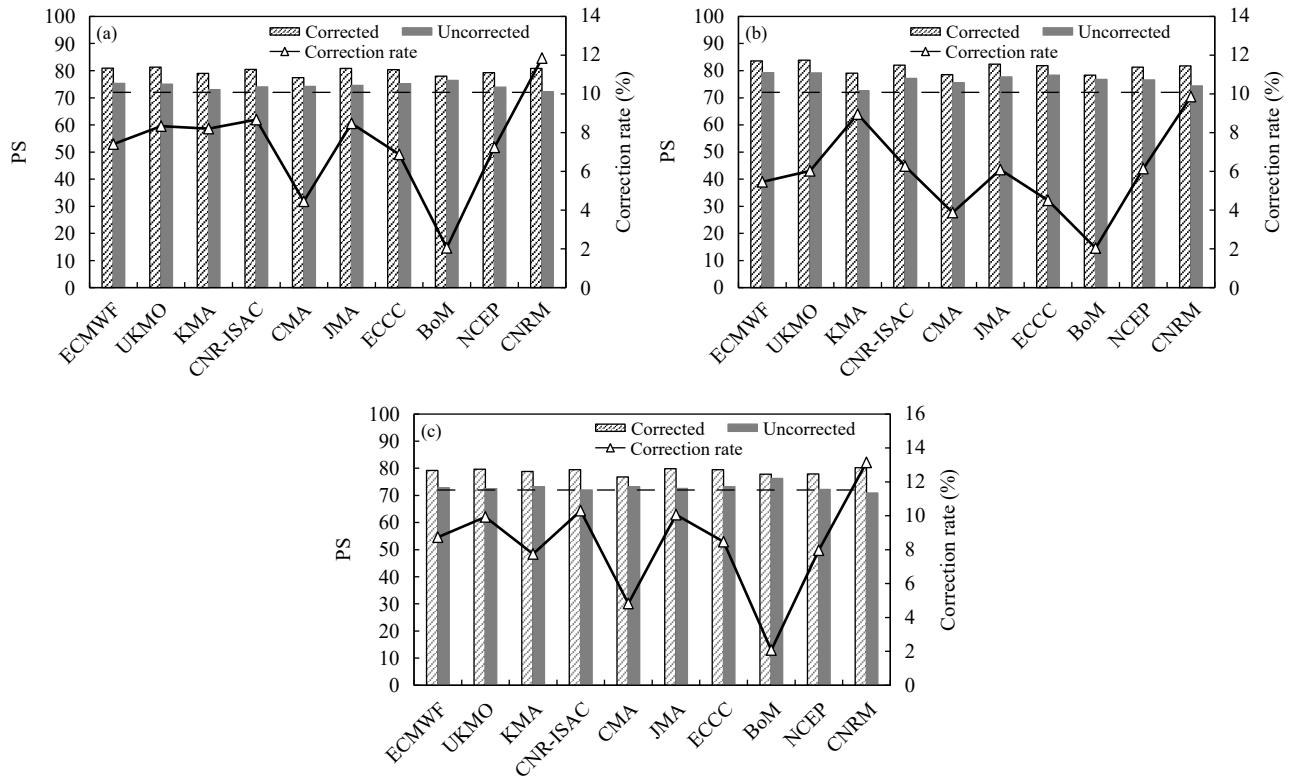 (a)
Corrected
Uncorrected
Correction rate
100
90
80
70
60
50
40
30
20
10
0
PS
14
12
10
8
6
4
2
0
Correction rate (%)
ECMWF
UKMO
KMA
CNR-ISAC
CMA
JMA
ECCC
BoM
NCEP
CNRM
(b)
Corrected
Uncorrected
Correction rate
100
90
80
70
60
50
40
30
20
10
0
PS
14
12
10
8
6
4
2
0
Correction rate (%)
ECMWF
UKMO
KMA
CNR-ISAC
CMA
JMA
ECCC
BoM
NCEP
CNRM
(c)
Corrected
Uncorrected
Correction rate
100
90
80
70
60
50
40
30
20
10
0
PS
16
14
12
10
8
6
4
2
0
Correction rate (%)
ECMWF
UKMO
KMA
CNR-ISAC
CMA
JMA
ECCC
BoM
NCEP
CNRM